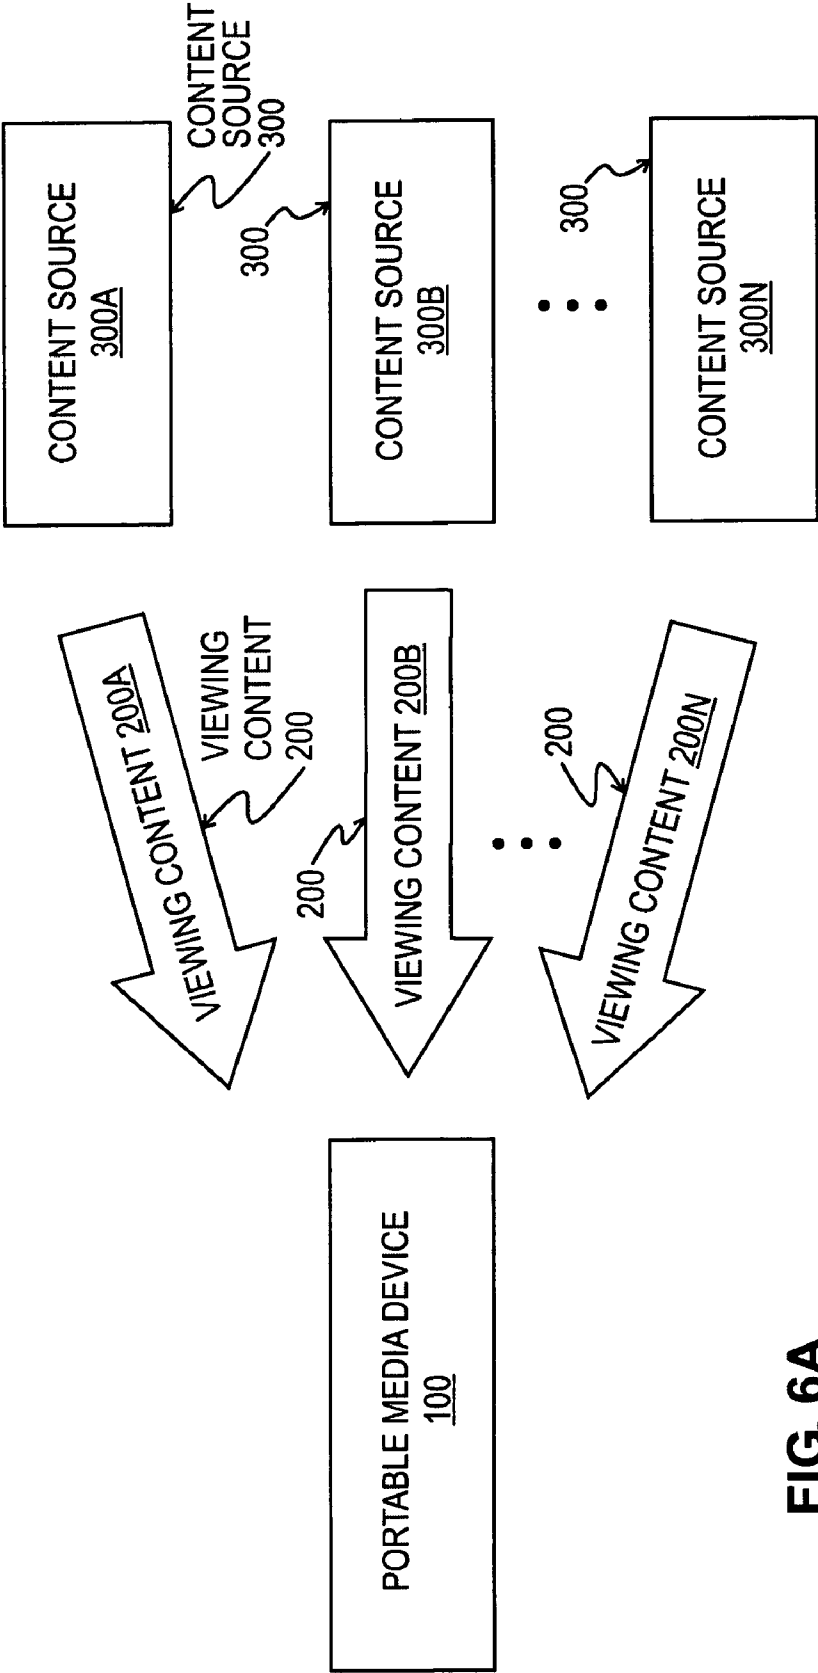 CONTENT SOURCE
300A
CONTENT
SOURCE
300
VIEWING CONTENT 200A
VIEWING
CONTENT
200
300
CONTENT SOURCE
300B
200
VIEWING CONTENT 200B
PORTABLE MEDIA DEVICE
100
300
CONTENT SOURCE
300N
200
VIEWING CONTENT 200N
FIG. 6A